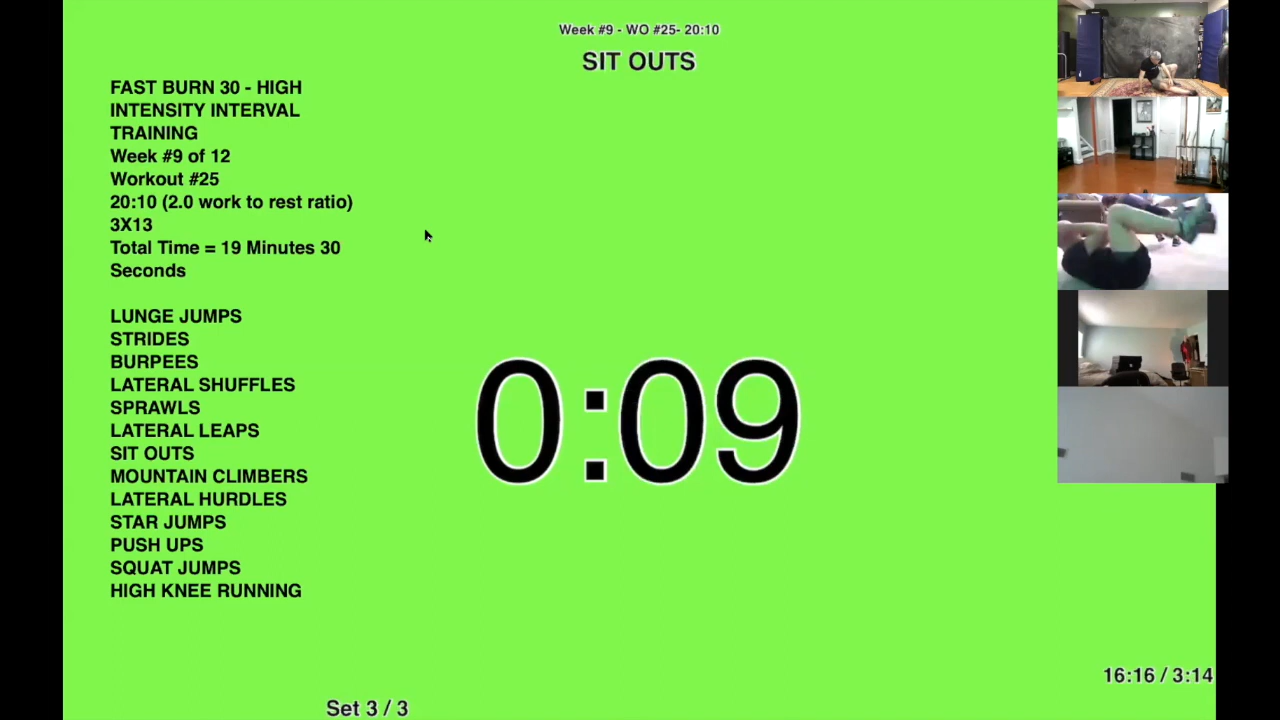 Week #9 - WO #25- 20:10
SIT OUTS
FAST BURN 30 - HIGH
INTENSITY INTERVAL
TRAINING
Week #9 of 12
Workout #25
20:10 (2.0 work to rest ratio)
3X13
Total Time = 19 Minutes 30
Seconds
LUNGE JUMPS
STRIDES
BURPEES
LATERAL SHUFFLES
SPRAWLS
LATERAL LEAPS
SIT OUTS
MOUNTAIN CLIMBERS
LATERAL HURDLES
STAR JUMPS
PUSH UPS
SQUAT JUMPS
HIGH KNEE RUNNING
0:09
16:16 / 3:14
Set 3 / 3